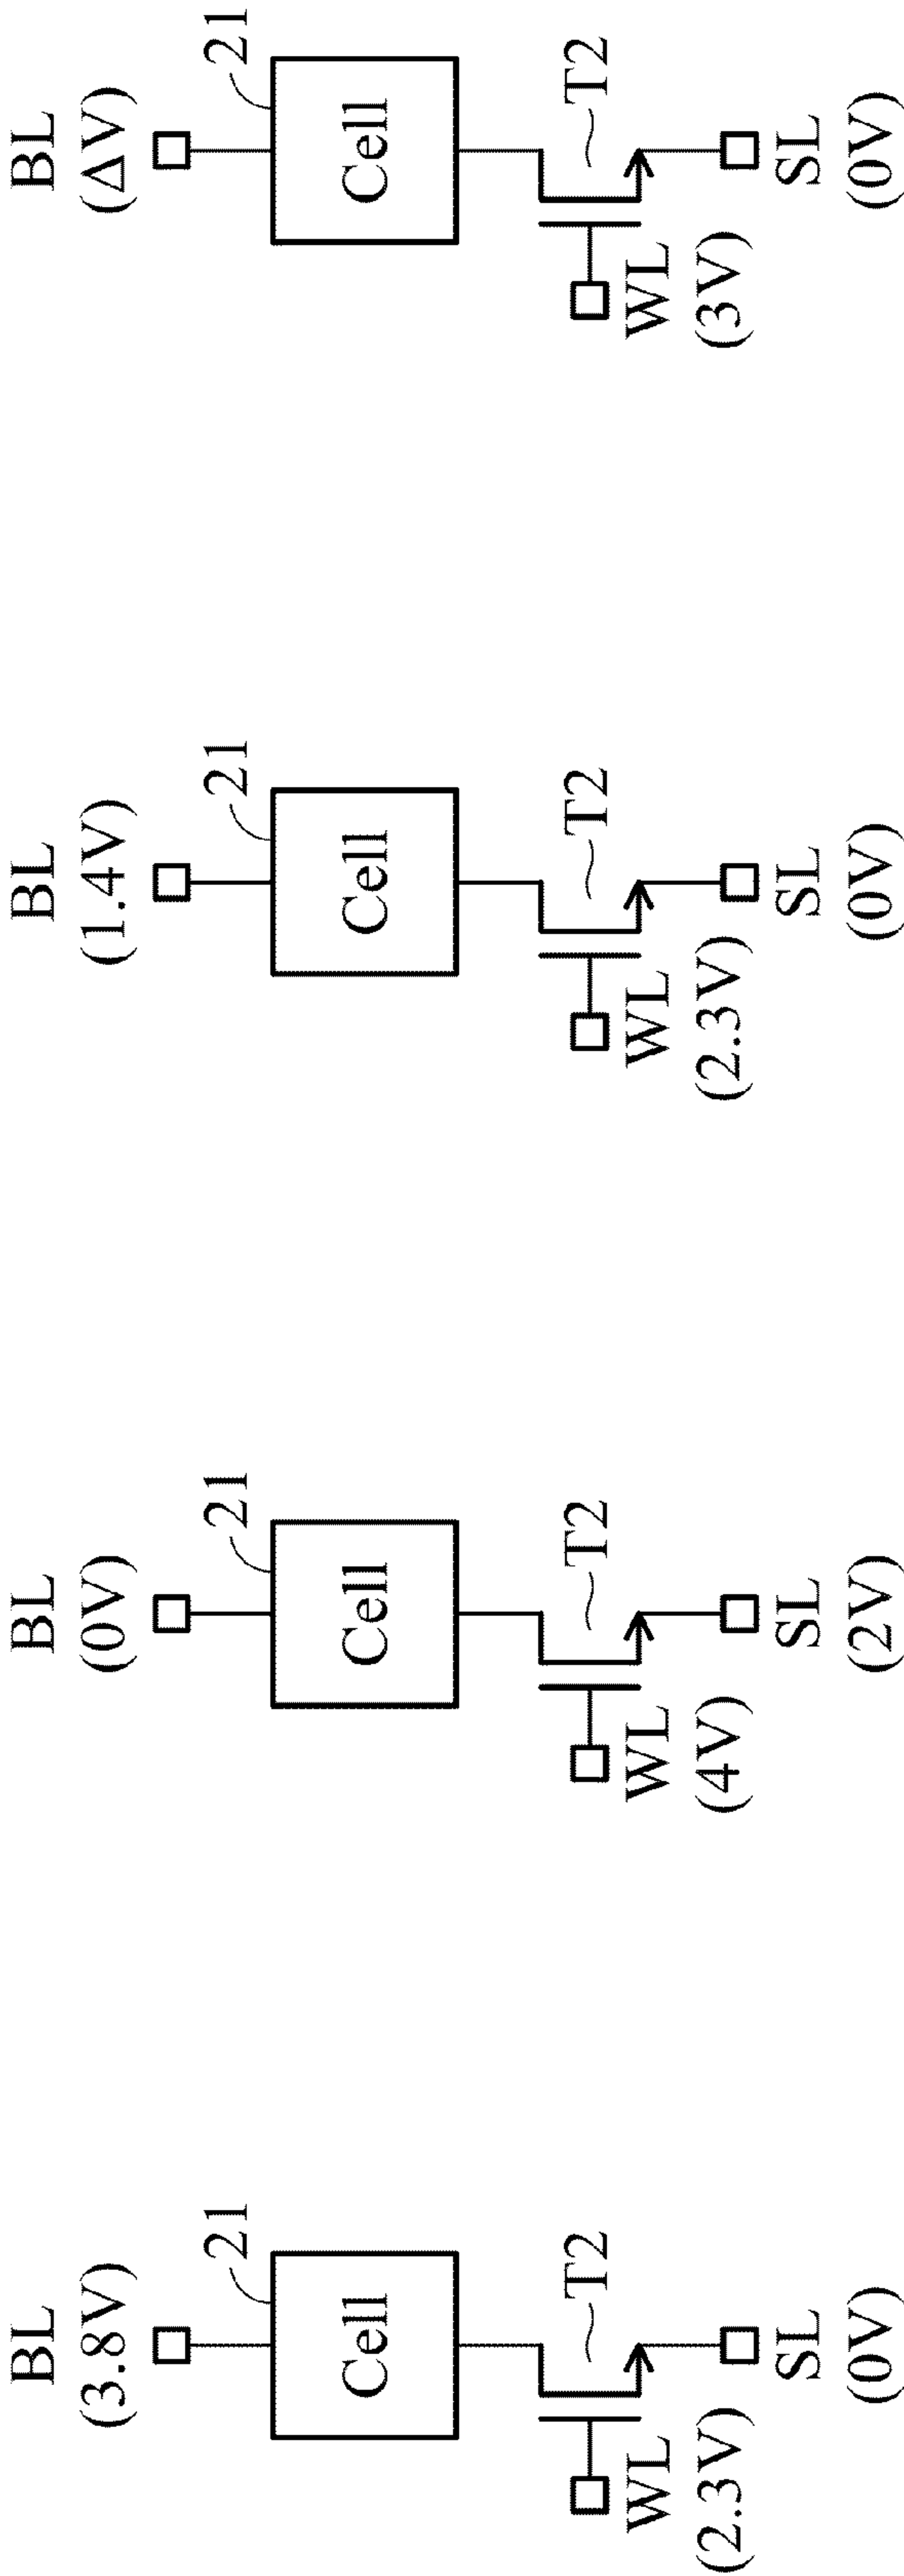 BL
(3.8V)
21
Cell
T2
WL
(2.3V)
SL
(0V)
BL
(0V)
21
Cell
T2
WL
(4V)
SL
(2V)
BL
(1.4V)
21
Cell
T2
WL
(2.3V)
SL
(0V)
BL
(ΔV)
21
Cell
T2
WL
(3V)
SL
(0V)